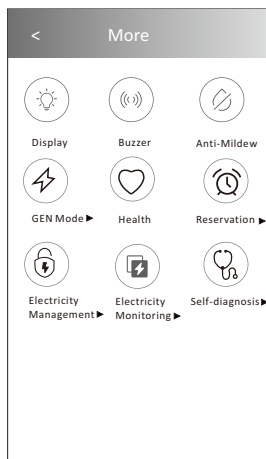 < More
Display Buzzer Anti-Mildew
GEN Mode► Health Reservation►
Electricity Electricity Self-diagnosis►
Management► Monitoring►